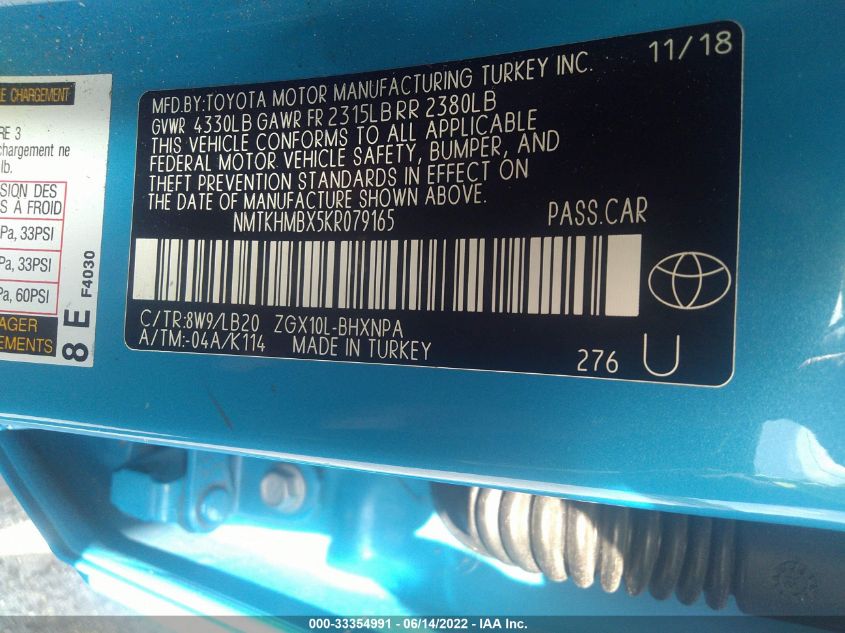 11/18
MFD.BY:TOYOTA MOTOR MANUFACTURING TURKEY INC.
GVWR 4330LB GAWR FR 2315LB RR 2380LB
THIS VEHICLE CONFORMS TO ALL APPLICABLE
FEDERAL MOTOR VEHICLE SAFETY, BUMPER, AND
THEFT PREVENTION STANDARDS IN EFFECT ON
THE DATE OF MANUFACTURE SHOWN ABOVE.
NMTKHMBX5KR079165 PASS.CAR
C/TR:8W9/LB20 ZGX10L-BHXNPA
A/TM:-04A/K114 MADE IN TURKEY
276 U
E CHARGEMENT
RE 3
chargement ne
lb.
SION DES
S À FROID
Pa, 33PSI
Pa, 33PSI
Pa, 60PSI
AGER
EMENTS
8 E F4030
000-33354991 - 06/14/2022 - IAA Inc.